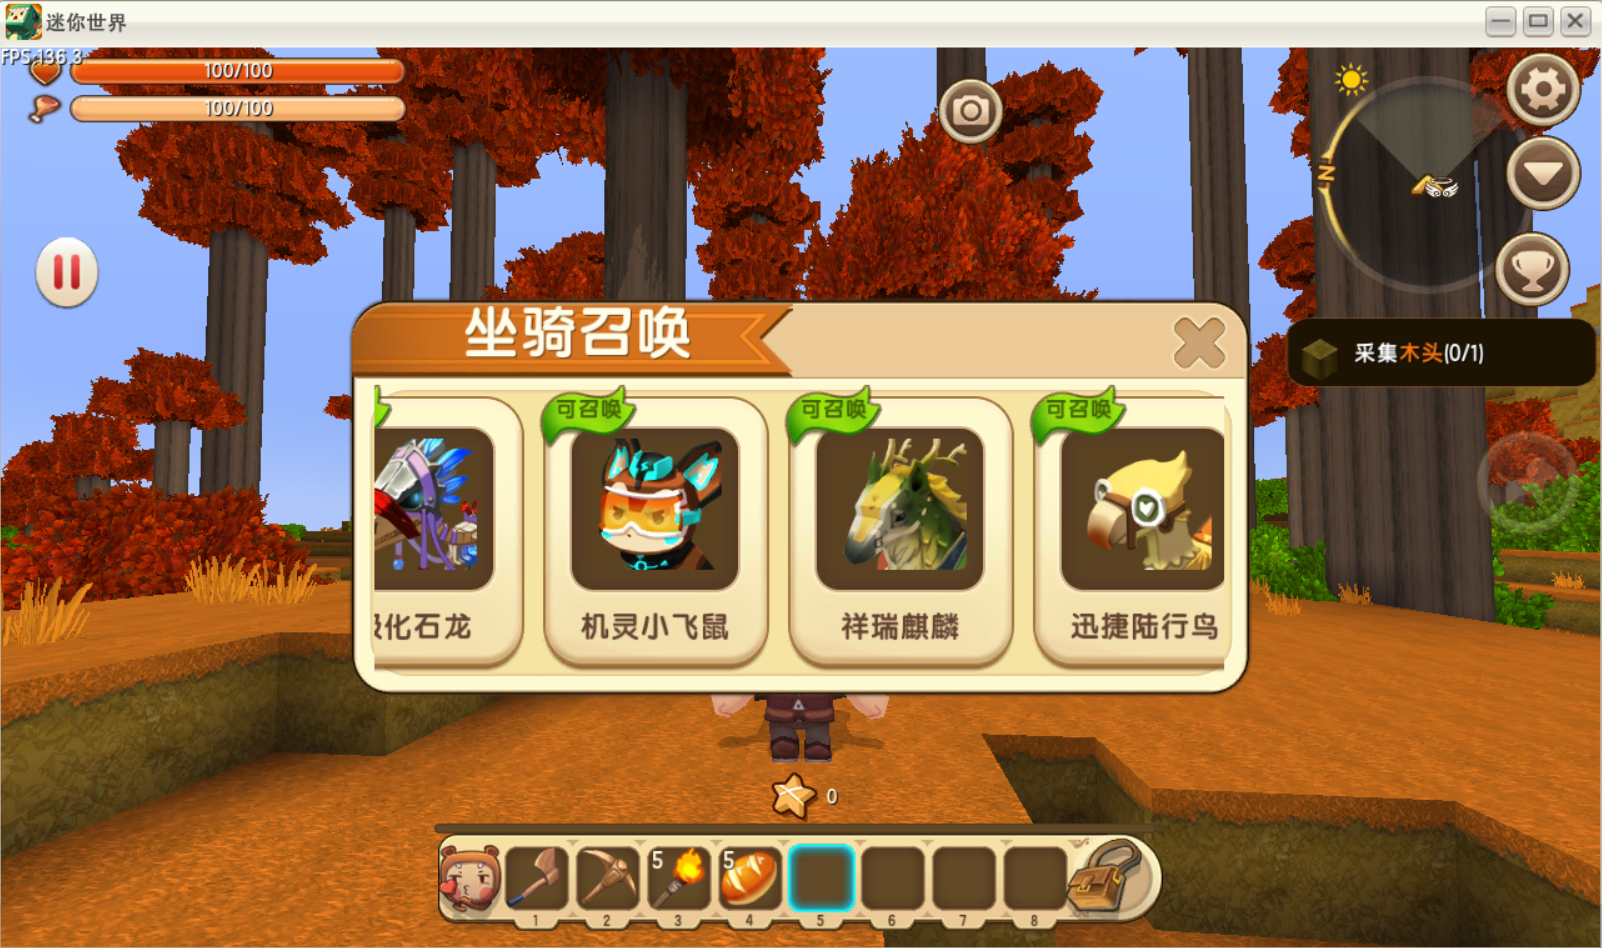 迷你世界
FPS:136.3
100/100
100/100
N
采集木头(0/1)
坐骑召唤
可召唤
可召唤
可召唤
化石龙
机灵小飞鼠
祥瑞麒麟
迅捷陆行鸟
0
5
5
1
2
3
4
5
6
7
8